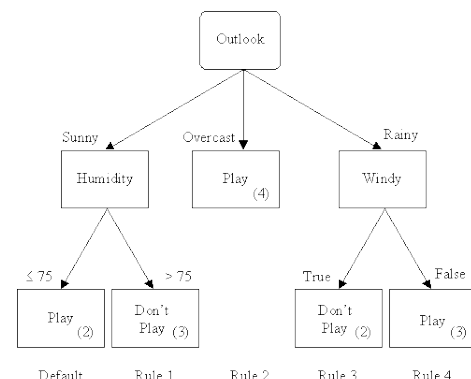 Outlook
Sunny
Overcast
Rainy
Humidity
Play
(4)
Windy
≤ 75
> 75
True
False
Play
(2)
Don't
Play (3)
Don't
Play (2)
Play
(3)
Default
Rule 1
Rule 2
Rule 3
Rule 4